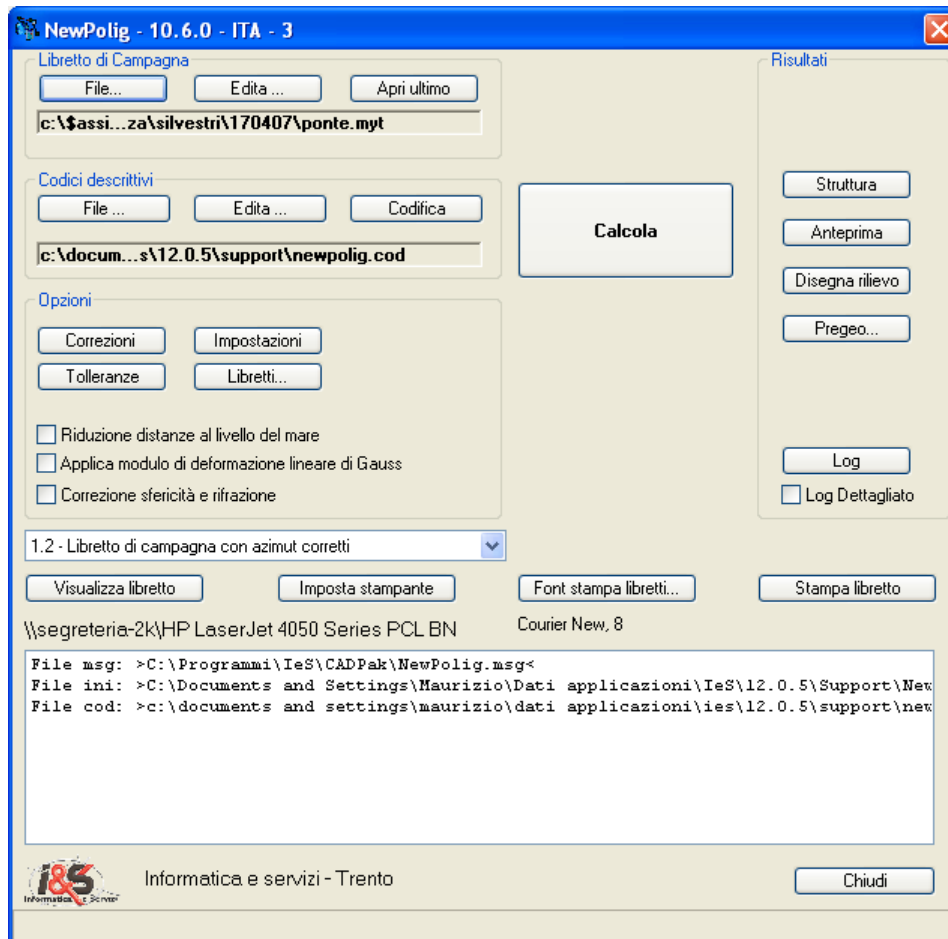 NewPolig - 10.6.0 - ITA - 3
Libretto di Campagna
File... Edita ... Apri ultimo
c:\$assi...za\silvestri\170407\ponte.myt
Codici descrittivi
File ... Edita ... Codifica
c:\docum...s\12.0.5\support\newpolig.cod
Opzioni
Correzioni Impostazioni
Tolleranze Libretti...
Riduzione distanze al livello del mare
Applica modulo di deformazione lineare di Gauss
Correzione sfericità e rifrazione
Calcola
Risultati
Struttura
Anteprima
Disegna rilievo
Pregeo...
Log
Log Dettagliato
1.2 - Libretto di campagna con azimut corretti
Visualizza libretto Imposta stampante Font stampa libretti... Stampa libretto
\\segreteria-2k\HP LaserJet 4050 Series PCL BN Courier New, 8
File msg: >C:\Programmi\IeS\CADPak\NewPolig.msg<
File ini: >C:\Documents and Settings\Maurizio\Dati applicazioni\IeS\12.0.5\Support\New
File cod: >c:\documents and settings\maurizio\dati applicazioni\ies\12.0.5\support\new
i&S
Informatica e Servizi
Informatica e servizi - Trento
Chiudi